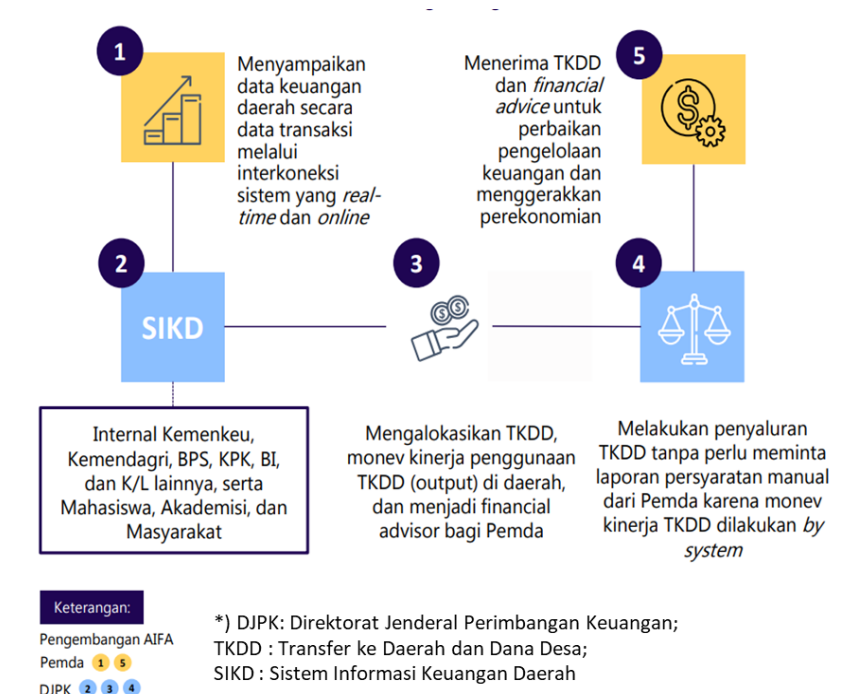 1
Menyampaikan
data keuangan
daerah secara
data transaksi
melalui
interkoneksi
sistem yang real-
time dan online
Menerima TKDD
dan financial
advice untuk
perbaikan
pengelolaan
keuangan dan
menggerakkan
perekonomian
5
2
SIKD
3
4
Internal Kemenkeu,
Kemendagri, BPS, KPK, BI,
dan K/L lainnya, serta
Mahasiswa, Akademisi, dan
Masyarakat
Mengalokasikan TKDD,
monev kinerja penggunaan
TKDD (output) di daerah,
dan menjadi financial
advisor bagi Pemda
Melakukan penyaluran
TKDD tanpa perlu meminta
laporan persyaratan manual
dari Pemda karena monev
kinerja TKDD dilakukan by
system
Keterangan:
Pengembangan AIFA
Pemda 1 5
DJPK 2 3 4
*) DJPK: Direktorat Jenderal Perimbangan Keuangan;
TKDD : Transfer ke Daerah dan Dana Desa;
SIKD : Sistem Informasi Keuangan Daerah